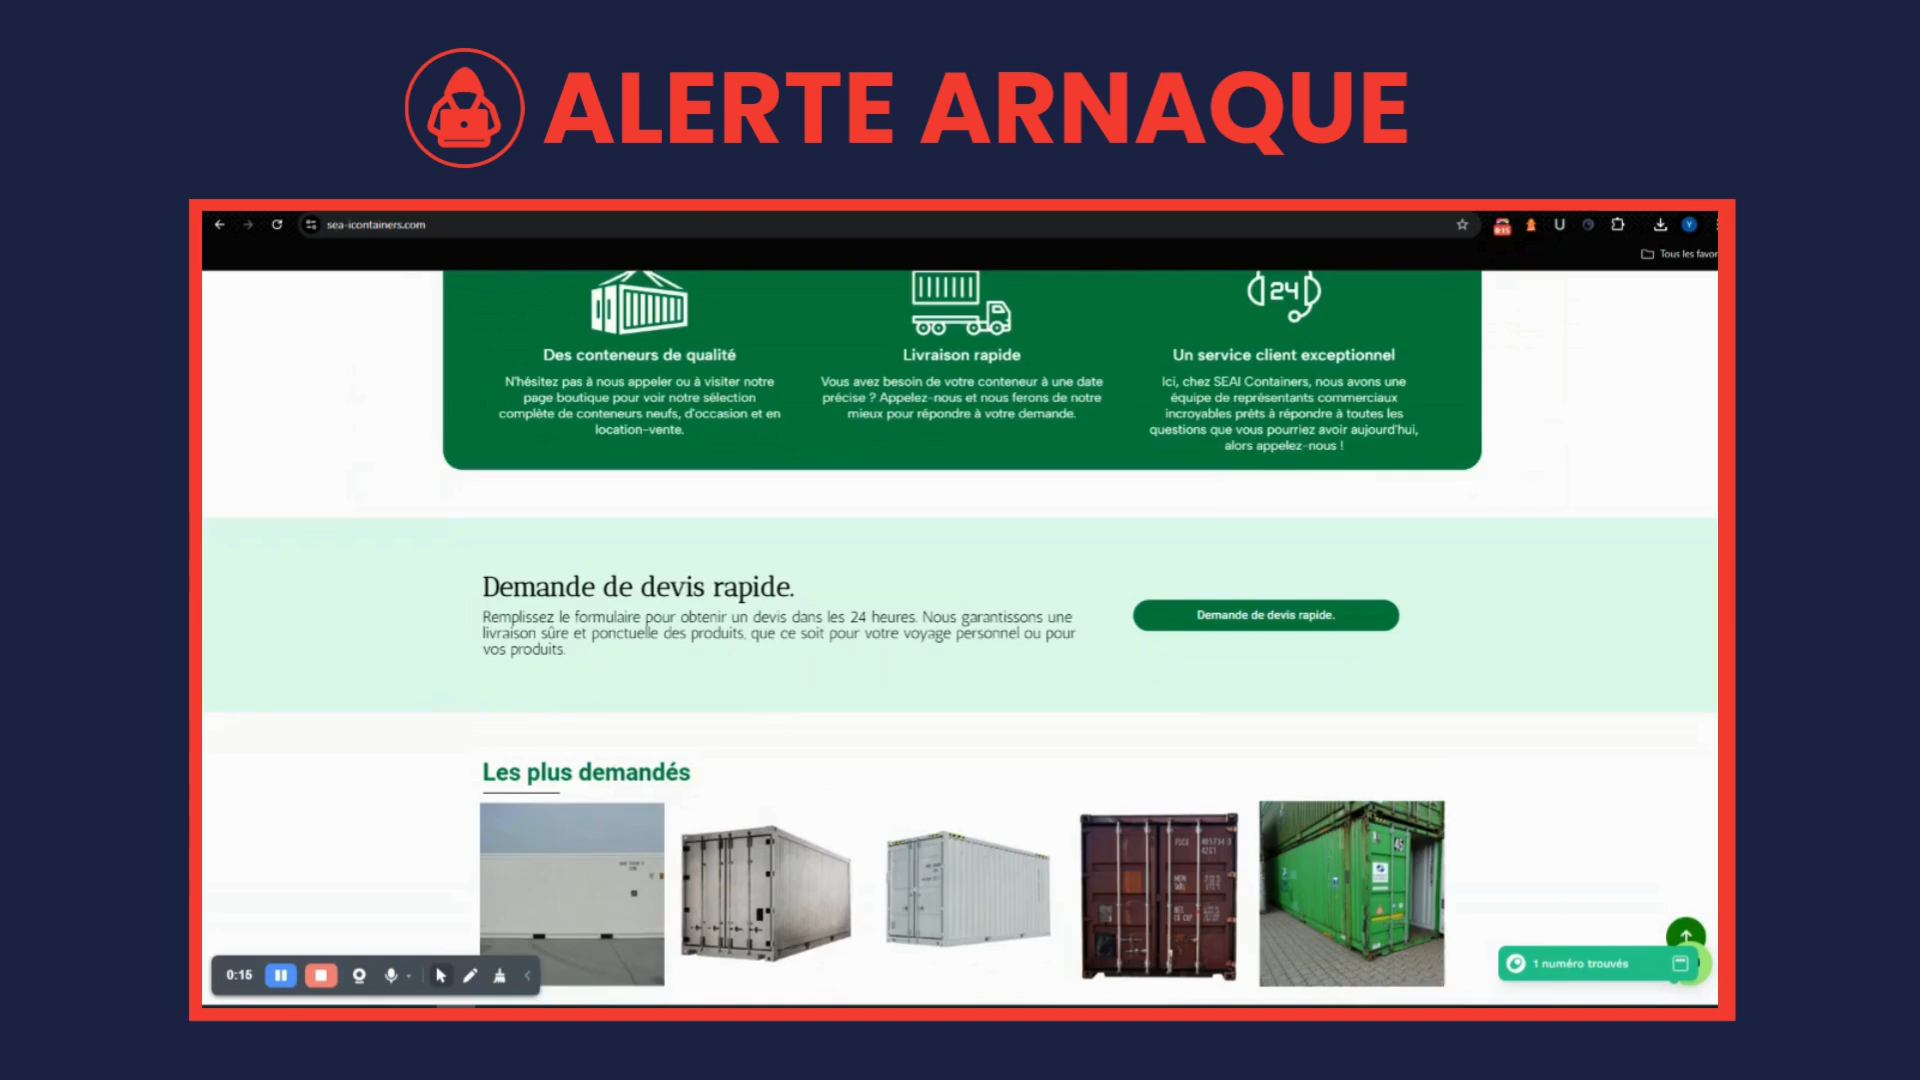 ALERTE ARNAQUE
sea-icontainers.com
Tous les favor
24
Des conteneurs de qualité
N'hésitez pas à nous appeler ou à visiter notre
page boutique pour voir notre sélection
complète de conteneurs neufs, d'occasion et en
location-vente.
Livraison rapide
Vous avez besoin de votre conteneur à une date
précise ? Appelez-nous et nous ferons de notre
mieux pour répondre à votre demande.
Un service client exceptionnel
Ici, chez SEAI Containers, nous avons une
équipe de représentants commerciaux
incroyables prêts à répondre à toutes les
questions que vous pourriez avoir aujourd'hui,
alors appelez-nous !
Demande de devis rapide.
Remplissez le formulaire pour obtenir un devis dans les 24 heures. Nous garantissons une
livraison sûre et ponctuelle des produits, que ce soit pour votre voyage personnel ou pour
vos produits.
Demande de devis rapide.
Les plus demandés
45
0:15
1 numéro trouvés